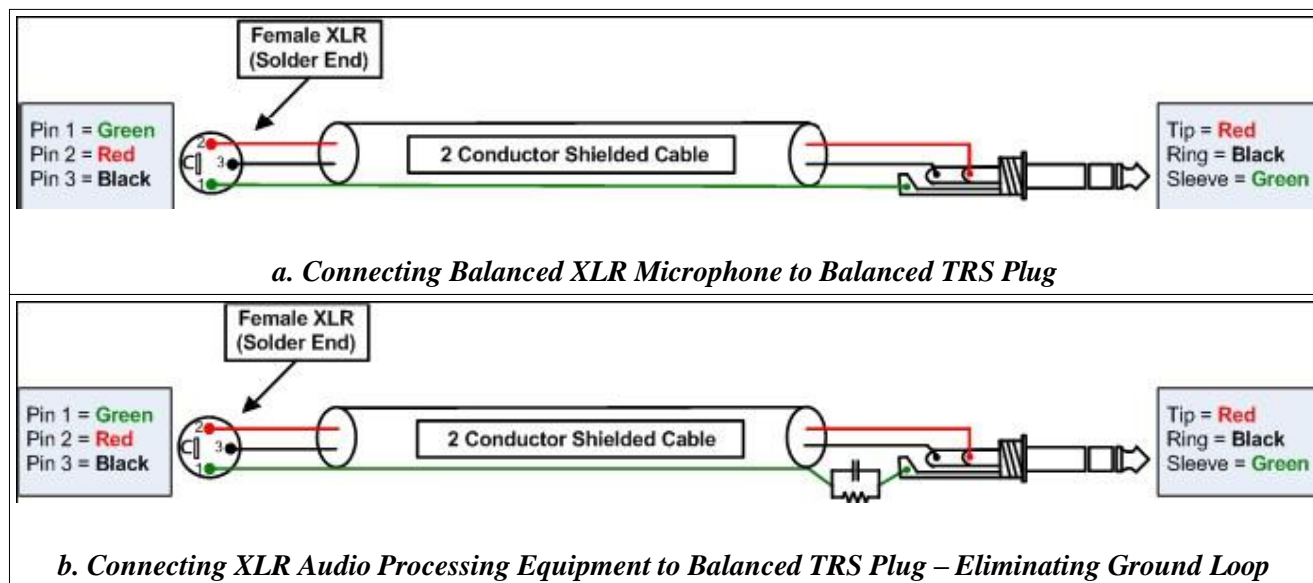 Female XLR
(Solder End)
Pin 1 = Green
Pin 2 = Red
Pin 3 = Black
2
3
1
2 Conductor Shielded Cable
Tip = Red
Ring = Black
Sleeve = Green
a. Connecting Balanced XLR Microphone to Balanced TRS Plug
Female XLR
(Solder End)
Pin 1 = Green
Pin 2 = Red
Pin 3 = Black
2
3
1
2 Conductor Shielded Cable
Tip = Red
Ring = Black
Sleeve = Green
b. Connecting XLR Audio Processing Equipment to Balanced TRS Plug – Eliminating Ground Loop